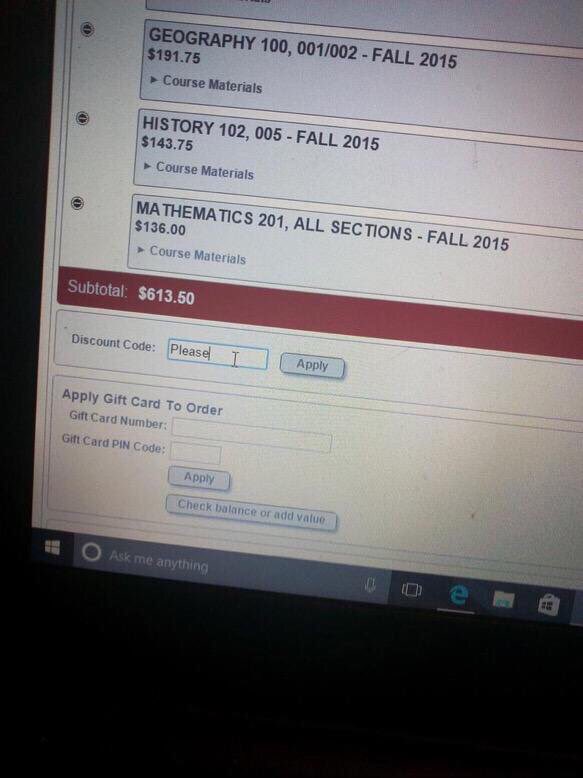 GEOGRAPHY 100, 001/002 - FALL 2015
$191.75
Course Materials
HISTORY 102, 005 - FALL 2015
$143.75
Course Materials
MATHEMATICS 201, ALL SECTIONS - FALL 2015
$136.00
Course Materials
Subtotal: $613.50
Discount Code: Please Apply
Apply Gift Card To Order
Gift Card Number:
Gift Card PIN Code:
Apply
Check balance or add value
Ask me anything